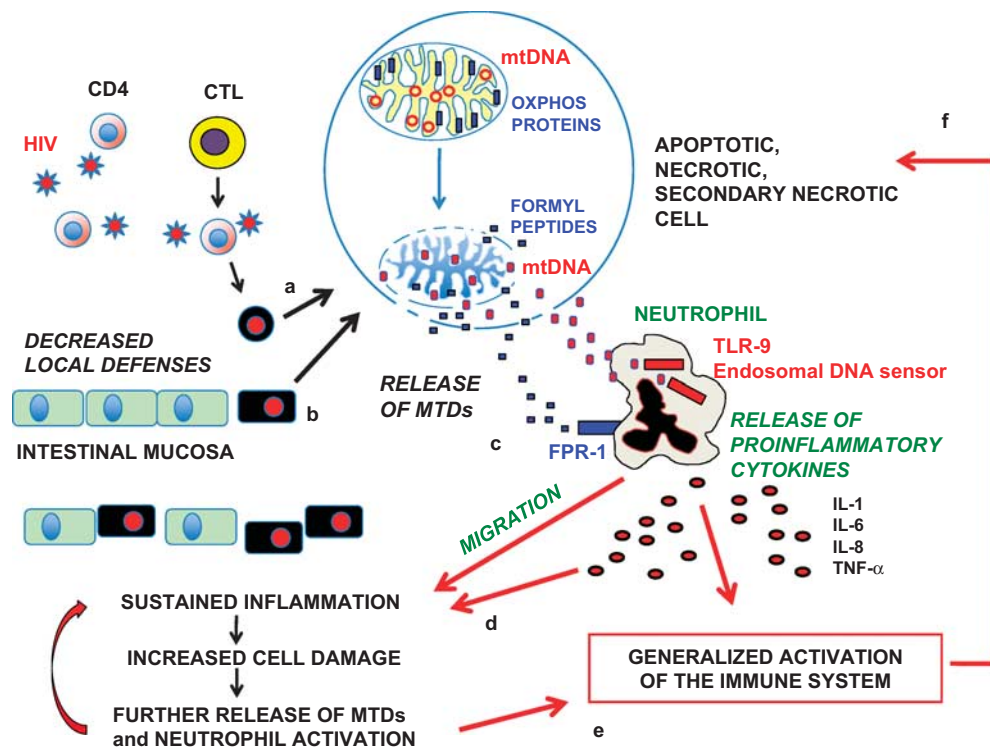 CD4
CTL
HIV
mtDNA
OXPHOS
PROTEINS
f
APOPTOTIC,
NECROTIC,
SECONDARY NECROTIC
CELL
FORMYL
PEPTIDES
mtDNA
a
DECREASED
LOCAL DEFENSES
b
INTESTINAL MUCOSA
RELEASE
OF MTDs
c
NEUTROPHIL
TLR-9
Endosomal DNA sensor
FPR-1
RELEASE OF
PROINFLAMMATORY
CYTOKINES
IL-1
IL-6
IL-8
TNF-α
MIGRATION
d
SUSTAINED INFLAMMATION
INCREASED CELL DAMAGE
FURTHER RELEASE OF MTDs
and NEUTROPHIL ACTIVATION
e
GENERALIZED ACTIVATION
OF THE IMMUNE SYSTEM